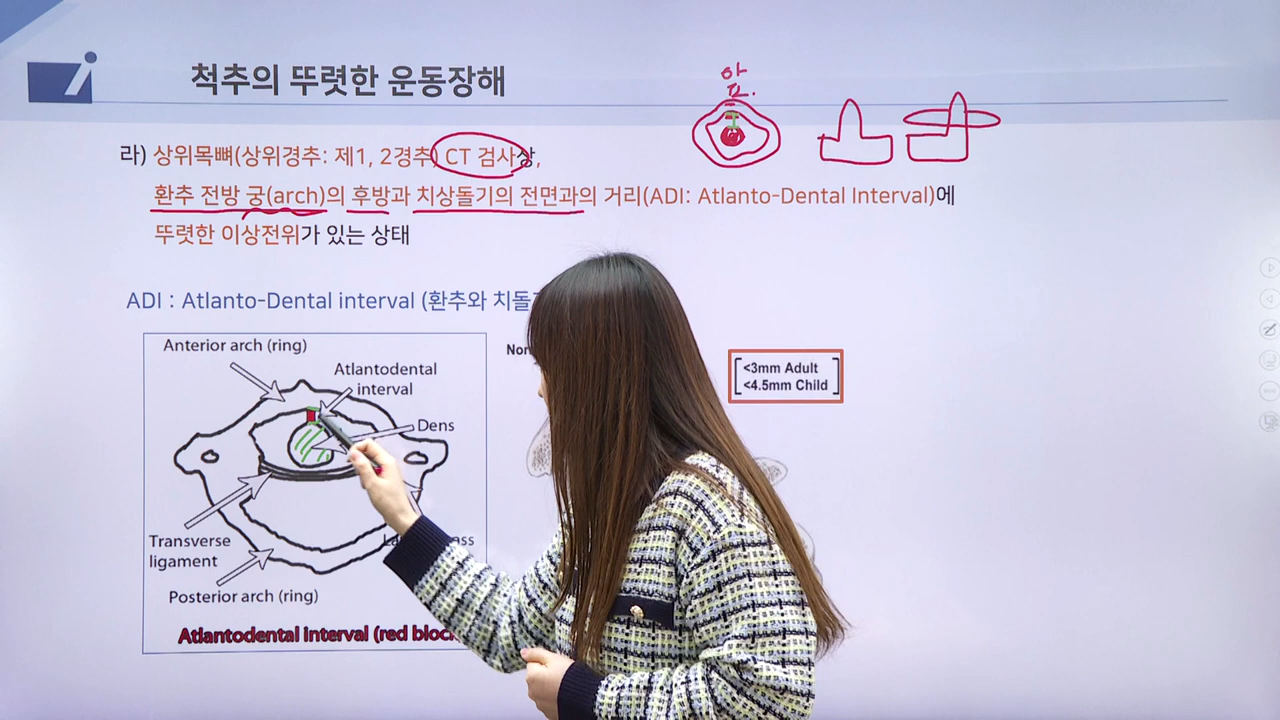 척추의 뚜렷한 운동장해
앞.
라) 상위목뼈(상위경추: 제1, 2경추) CT 검사상,
환추 전방 궁(arch)의 후방과 치상돌기의 전면과의 거리(ADI: Atlanto-Dental Interval)에
뚜렷한 이상전위가 있는 상태
ADI : Atlanto-Dental interval (환추와
Anterior arch (ring)
Atlantodental
interval
Dens
Transverse
ligament
Posterior arch (ring)
Atlantodental interval (red
<3mm Adult
<4.5mm Child